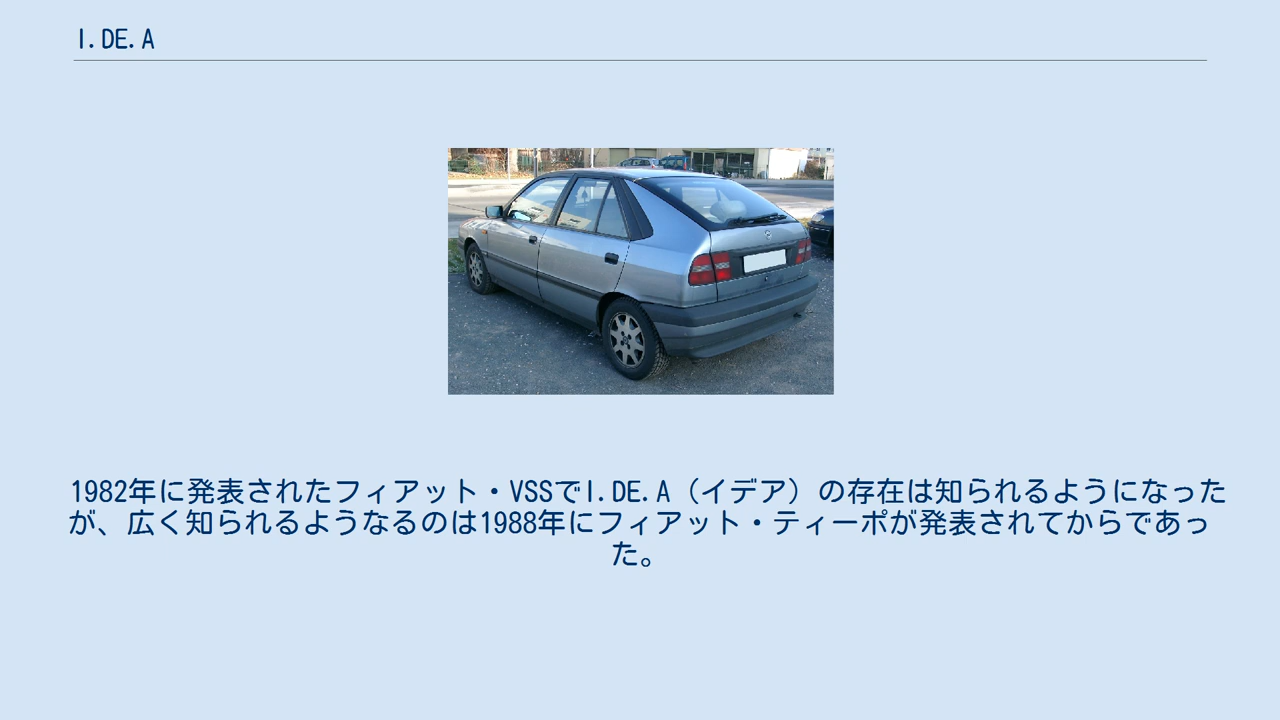 I.DE.A
1982年に発表されたフィアット・VSSでI.DE.A（イデア）の存在は知られるようになった
が、広く知られるようなるのは1988年にフィアット・ティーポが発表されてからであっ
た。